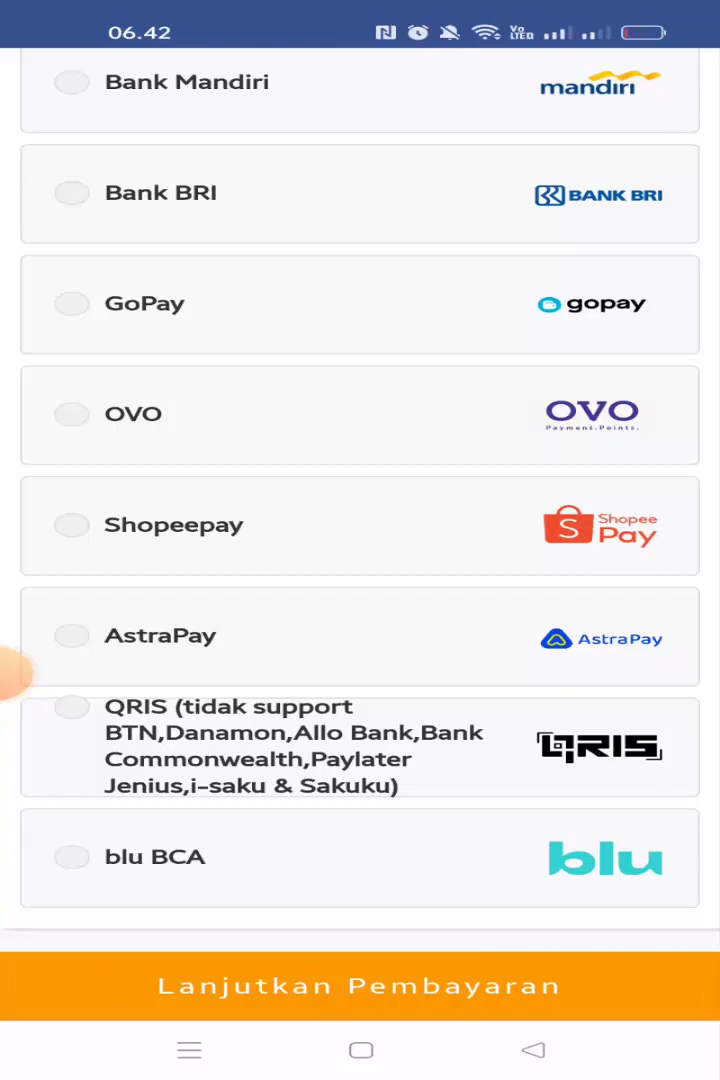 06.42
Vo
LTED
Bank Mandiri
mandiri
Bank BRI
BANK BRI
GoPay
gopay
OVO
OVO
Payment.Points.
Shopeepay
S
Shopee
Pay
AstraPay
AstraPay
QRIS (tidak support
BTN,Danamon,Allo Bank,Bank
Commonwealth,Paylater
Jenius,i-saku & Sakuku)
QRIS
blu BCA
blu
Lanjutkan Pembayaran